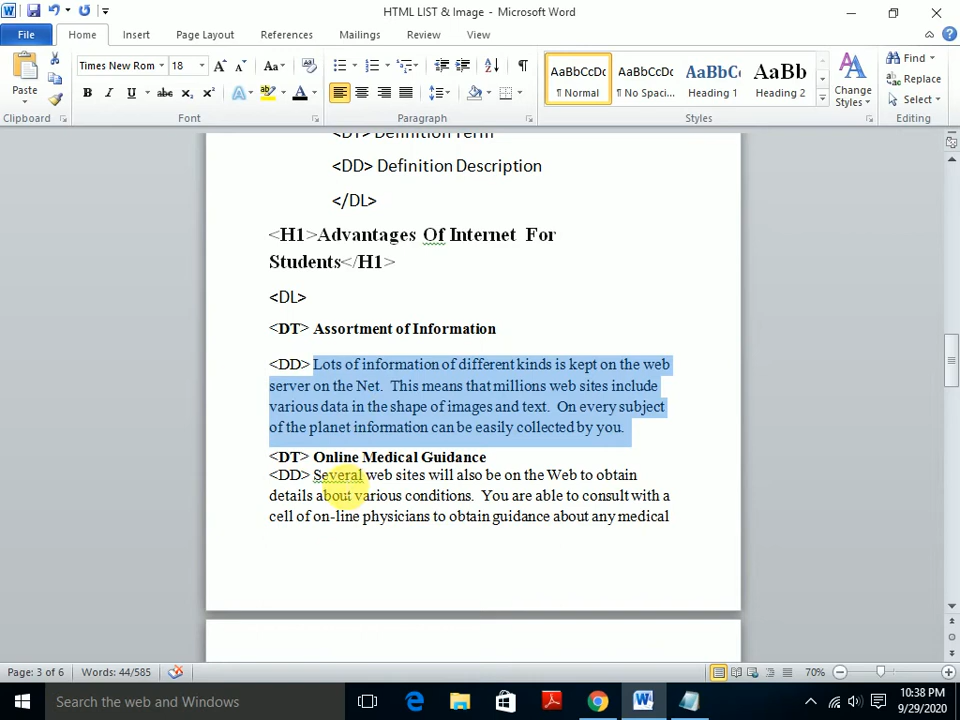 HTML LIST & Image - Microsoft Word
File Home Insert Page Layout References Mailings Review View
Times New Rom 18
Paste
Clipboard Font Paragraph Styles Editing
AaBbCcDc AaBbCcDc AaBbCc AaBb
¶ Normal ¶ No Spaci... Heading 1 Heading 2
Change Styles
Find
Replace
Select
<DT> Definition Term
<DD> Definition Description
</DL>
<H1>Advantages Of Internet For
Students</H1>
<DL>
<DT> Assortment of Information
<DD> Lots of information of different kinds is kept on the web
server on the Net. This means that millions web sites include
various data in the shape of images and text. On every subject
of the planet information can be easily collected by you.
<DT> Online Medical Guidance
<DD> Several web sites will also be on the Web to obtain
details about various conditions. You are able to consult with a
cell of on-line physicians to obtain guidance about any medical
Page: 3 of 6 Words: 44/585 70%
Search the web and Windows
10:38 PM
9/29/2020